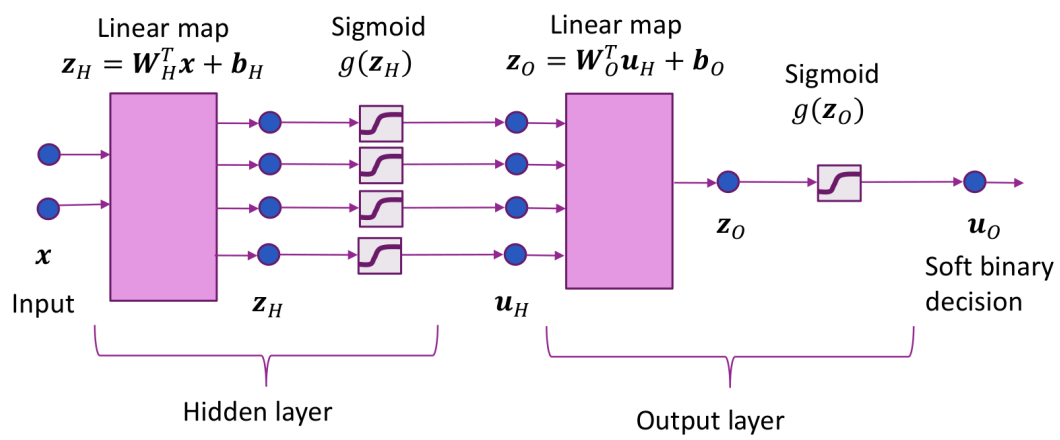 Linear map
𝒛_H = 𝑾_H^T 𝒙 + 𝒃_H
Sigmoid
g(𝒛_H)
Linear map
𝒛_O = 𝑾_O^T 𝒖_H + 𝒃_O
Sigmoid
g(𝒛_O)
𝒙
Input
𝒛_H
𝒖_H
𝒛_O
𝒖_O
Soft binary
decision
Hidden layer
Output layer